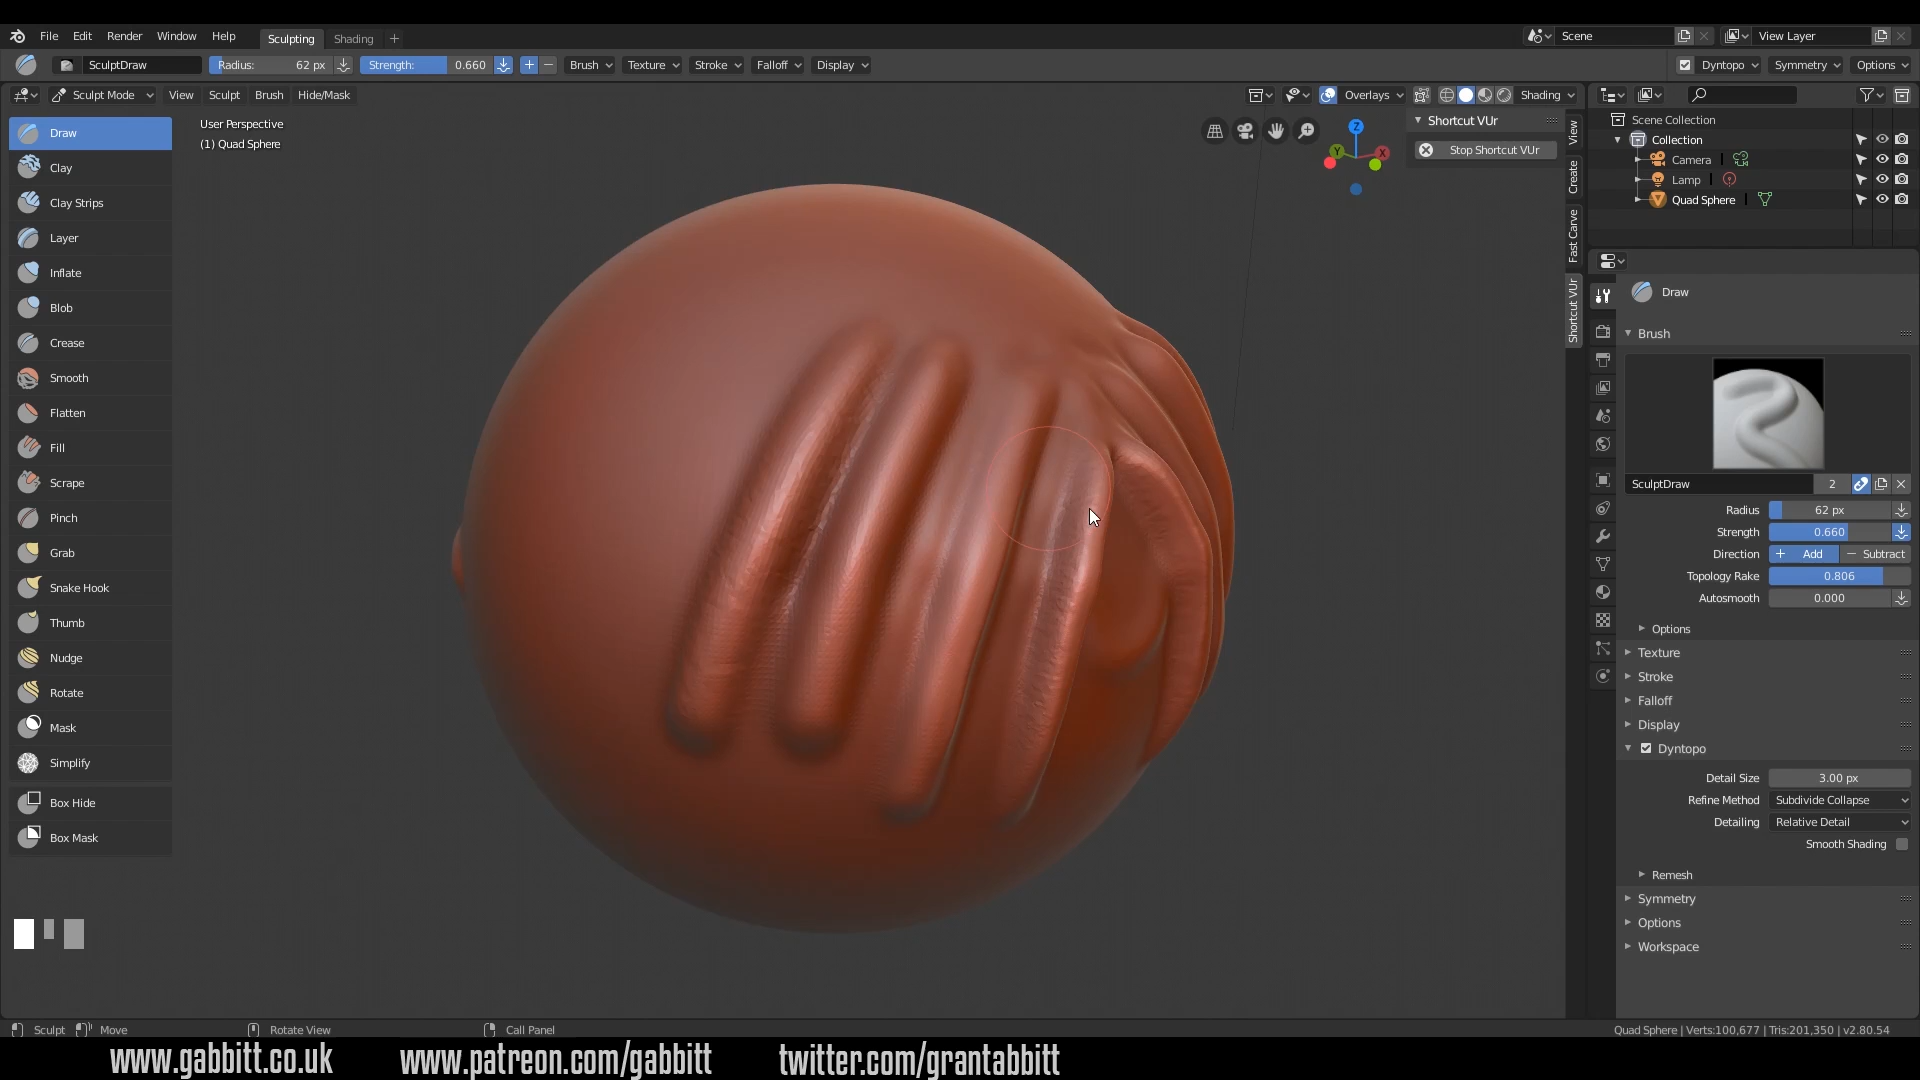 File Edit Render Window Help Sculpting Shading + Scene View Layer
SculptDraw Radius: 62 px Strength: 0.660 + − Brush Texture Stroke Falloff Display Dyntopo Symmetry Options
Sculpt Mode View Sculpt Brush Hide/Mask Overlays Shading
User Perspective
(1) Quad Sphere
Draw
Clay
Clay Strips
Layer
Inflate
Blob
Crease
Smooth
Flatten
Fill
Scrape
Pinch
Grab
Snake Hook
Thumb
Nudge
Rotate
Mask
Simplify
Box Hide
Box Mask
Z
Y
X
Shortcut VUr
Stop Shortcut VUr
View
Create
Fast Carve
Shortcut VUr
Scene Collection
Collection
Camera
Lamp
Quad Sphere
Draw
Brush
SculptDraw 2
Radius 62 px
Strength 0.660
Direction + Add − Subtract
Topology Rake 0.806
Autosmooth 0.000
Options
Texture
Stroke
Falloff
Display
Dyntopo
Detail Size 3.00 px
Refine Method Subdivide Collapse
Detailing Relative Detail
Smooth Shading
Remesh
Symmetry
Options
Workspace
Sculpt Move Rotate View Call Panel Quad Sphere | Verts:100,677 | Tris:201,350 | v2.80.54
www.gabbitt.co.uk www.patreon.com/gabbitt twitter.com/grantabbitt